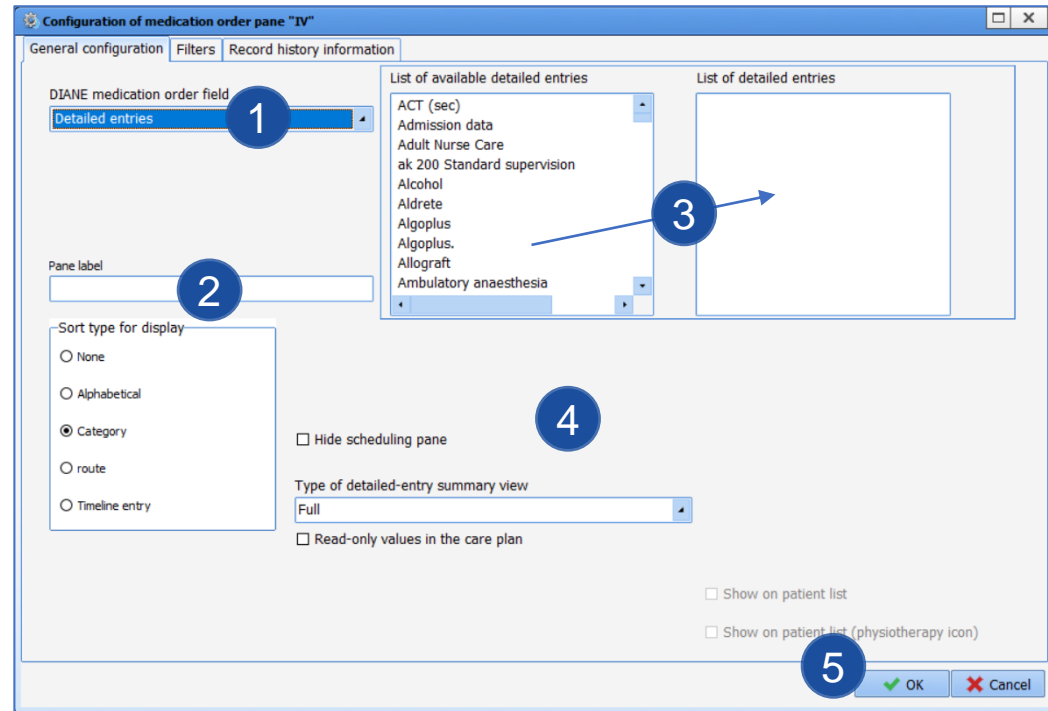 Configuration of medication order pane "IV"
General configuration
Filters
Record history information
DIANE medication order field
Detailed entries
1
List of available detailed entries
ACT (sec)
Admission data
Adult Nurse Care
ak 200 Standard supervision
Alcohol
Aldrete
Algoplus
Algoplus.
Allograft
Ambulatory anaesthesia
List of detailed entries
3
Pane label
2
Sort type for display
None
Alphabetical
Category
route
Timeline entry
4
Hide scheduling pane
Type of detailed-entry summary view
Full
Read-only values in the care plan
Show on patient list
Show on patient list (physiotherapy icon)
5
OK
Cancel